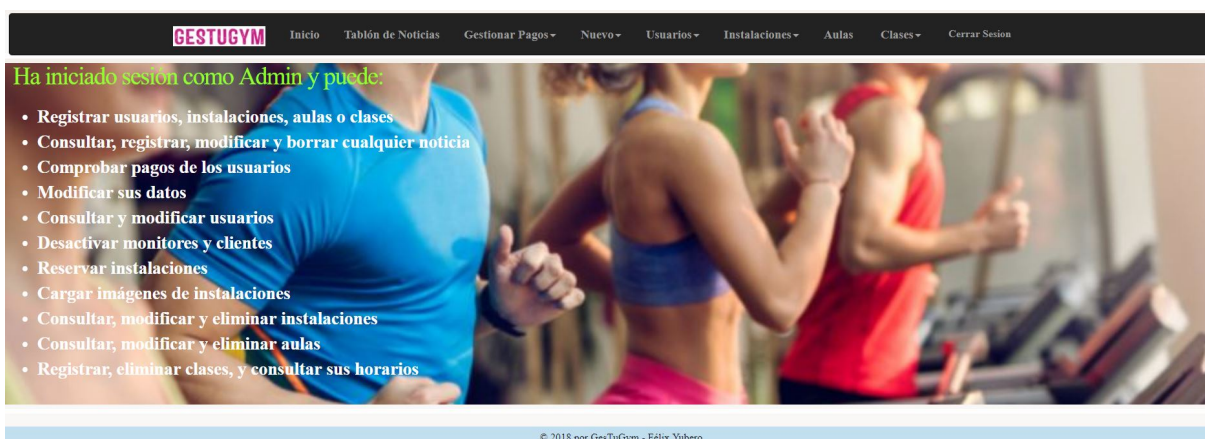 GESTUGYM Inicio Tablón de Noticias Gestionar Pagos Nuevo Usuarios Instalaciones Aulas Clases Cerrar Sesion
Ha iniciado sesión como Admin y puede:
• Registrar usuarios, instalaciones, aulas o clases
• Consultar, registrar, modificar y borrar cualquier noticia
• Comprobar pagos de los usuarios
• Modificar sus datos
• Consultar y modificar usuarios
• Desactivar monitores y clientes
• Reservar instalaciones
• Cargar imágenes de instalaciones
• Consultar, modificar y eliminar instalaciones
• Consultar, modificar y eliminar aulas
• Registrar, eliminar clases, y consultar sus horarios
© 2018 por GesTuGym - Félix Yubero